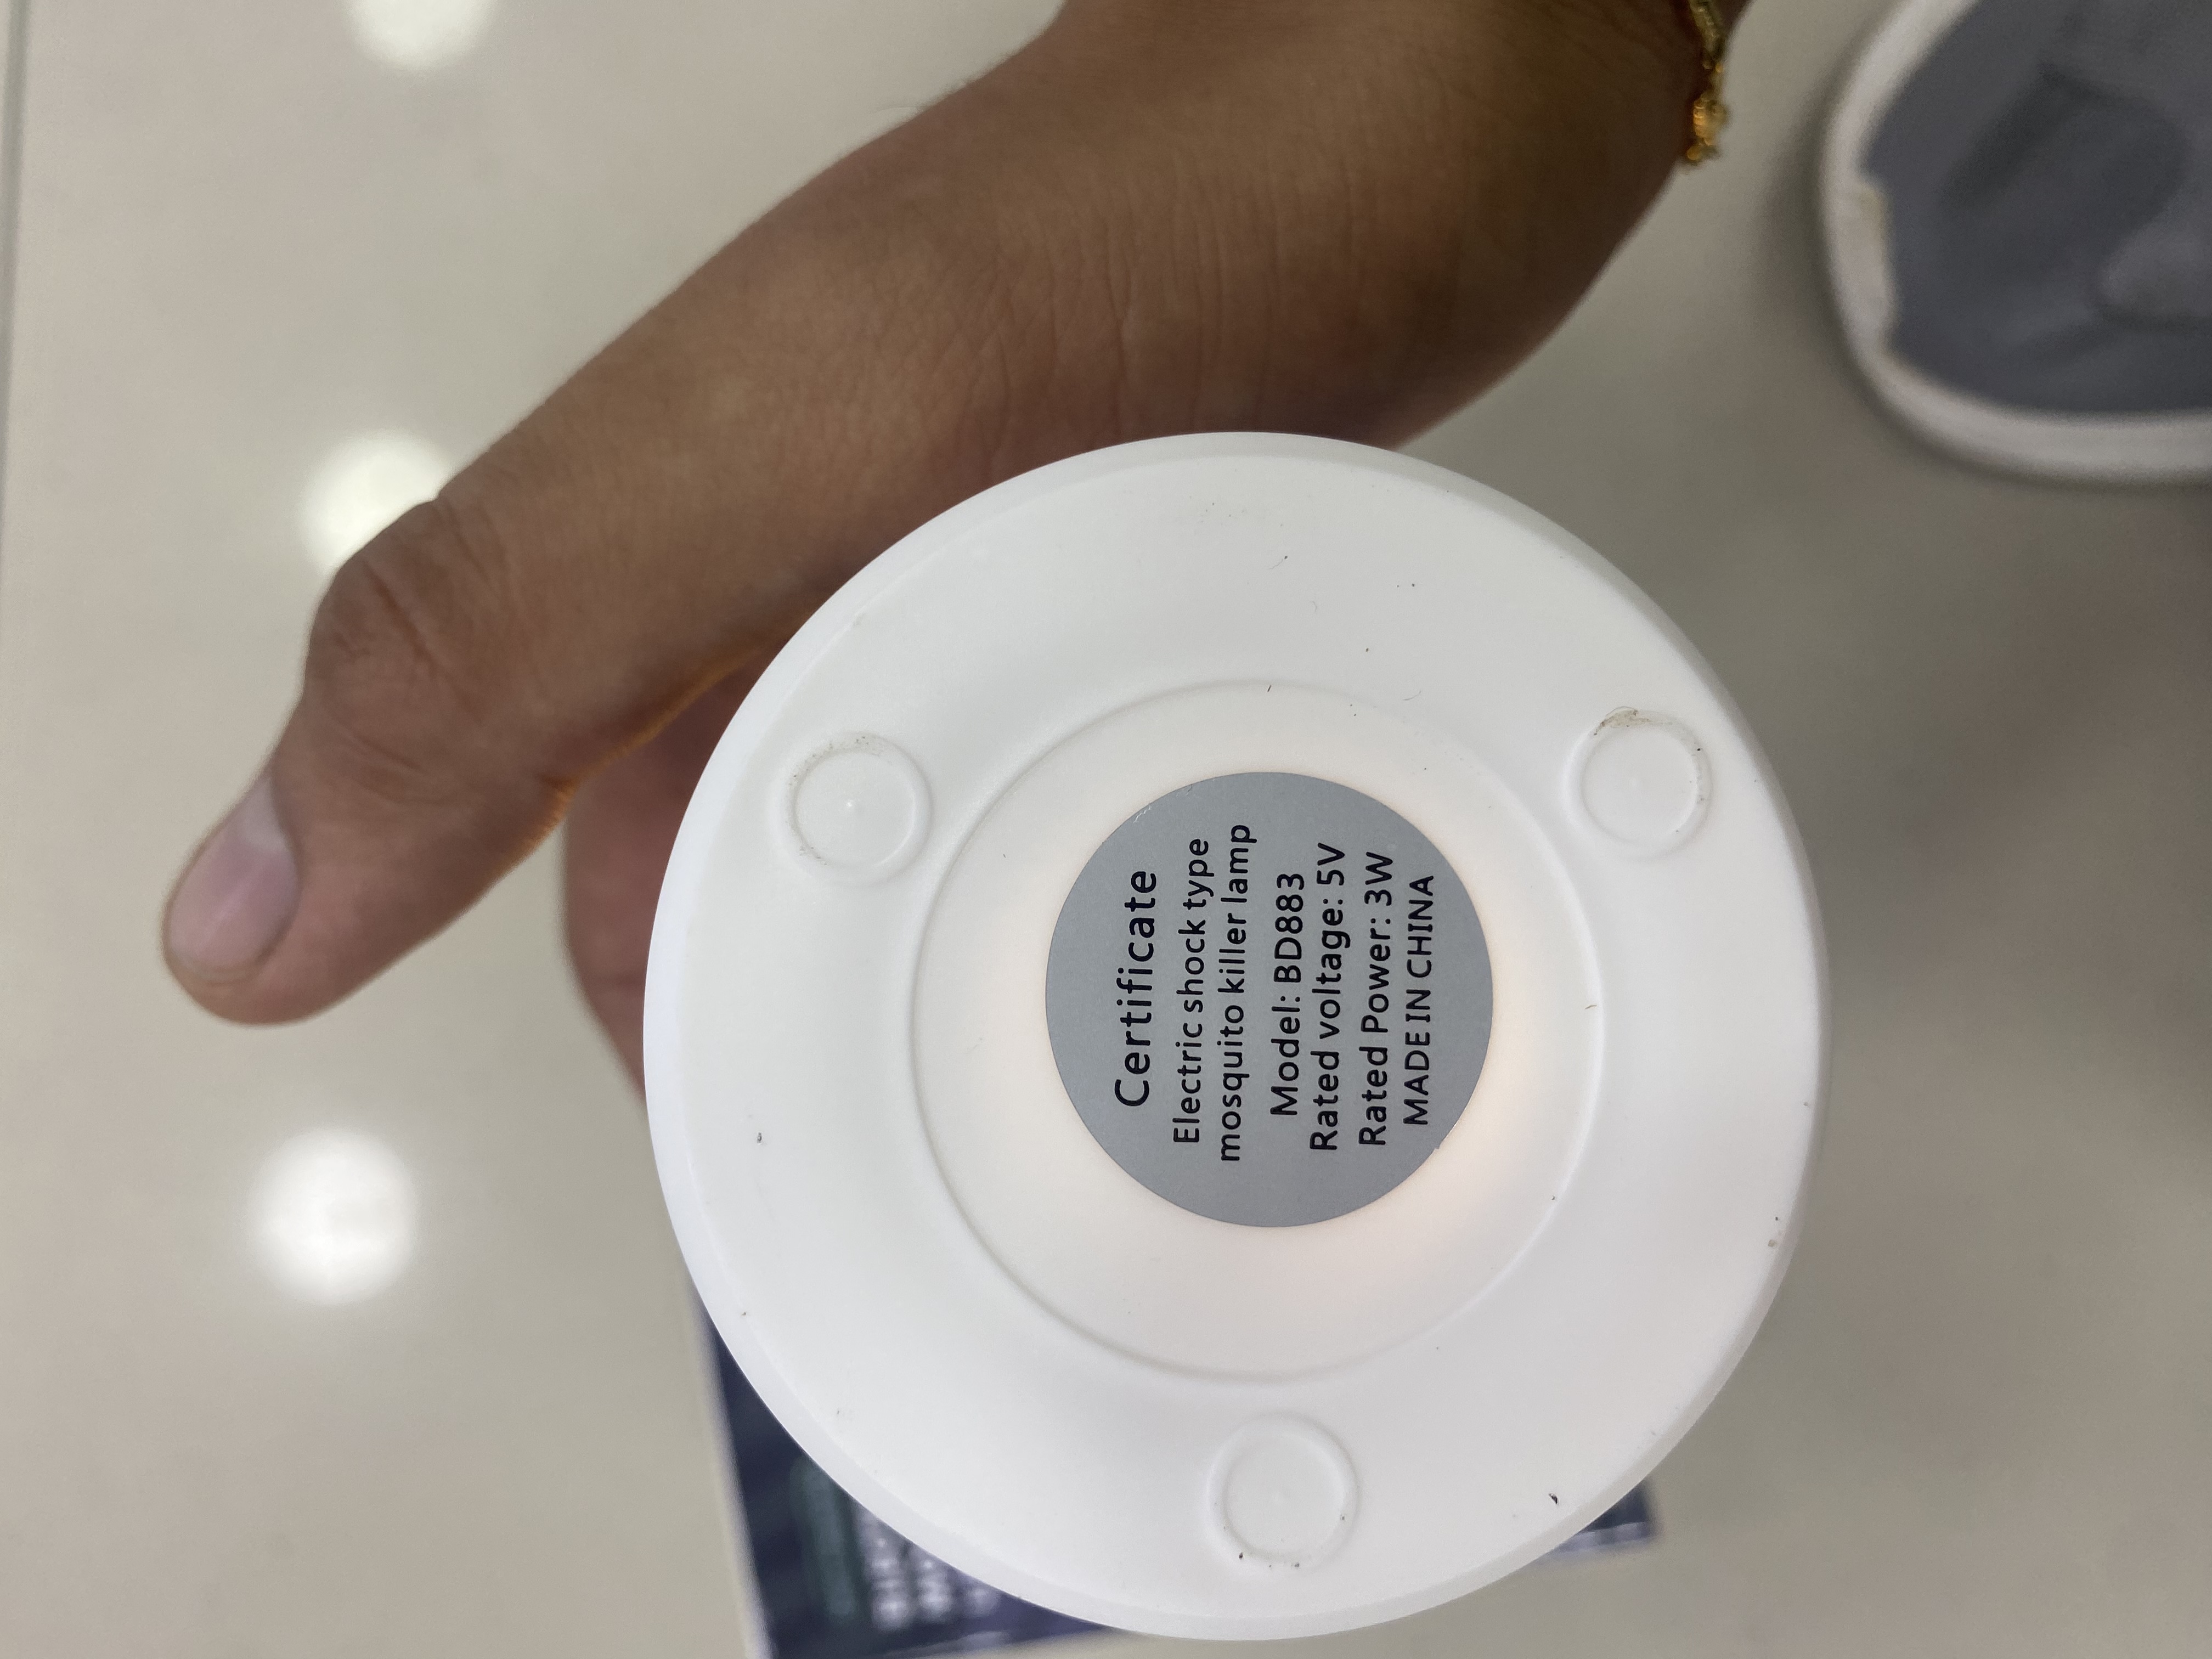 Certificate
Electric shock type
mosquito killer lamp
Model: BD883
Rated voltage: 5V
Rated Power: 3W
MADE IN CHINA